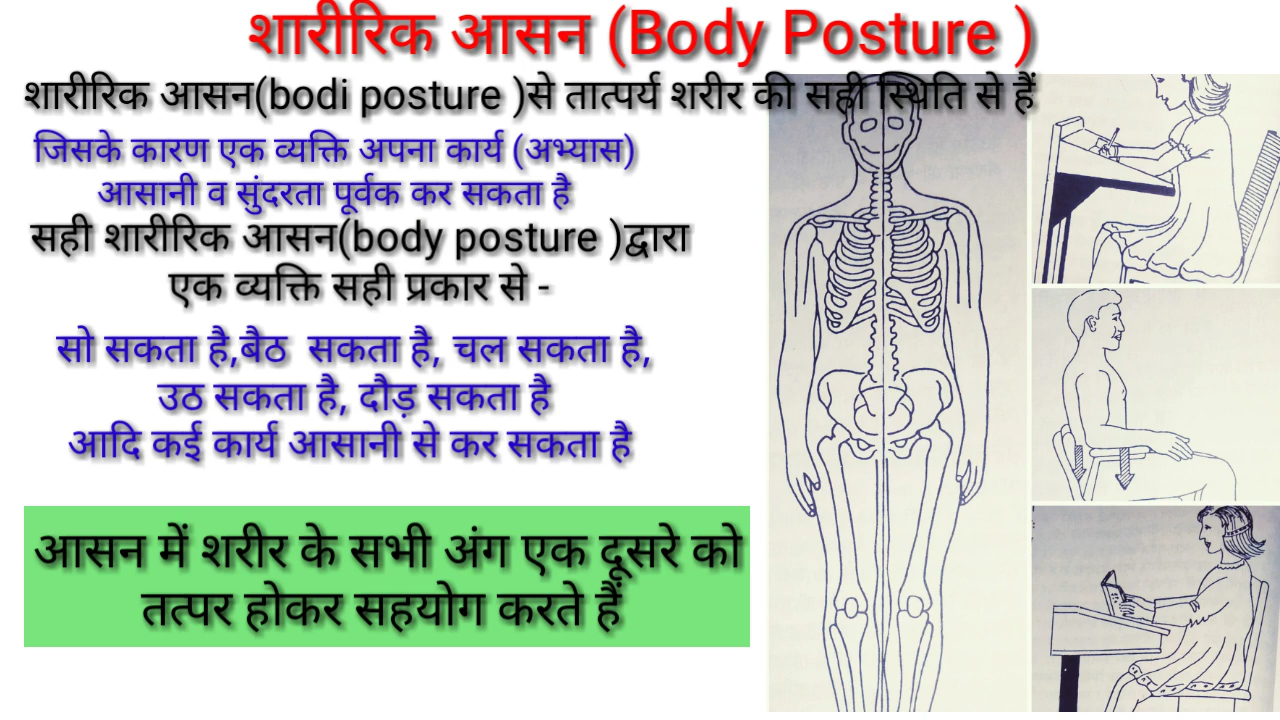 शारीरिक आसन (Body Posture )
शारीरिक आसन(bodi posture )से तात्पर्य शरीर की सही स्थिति से हैं
जिसके कारण एक व्यक्ति अपना कार्य (अभ्यास)
आसानी व सुंदरता पूर्वक कर सकता है
सही शारीरिक आसन(body posture )द्वारा
एक व्यक्ति सही प्रकार से -
सो सकता है,बैठ सकता है, चल सकता है,
उठ सकता है, दौड़ सकता है
आदि कई कार्य आसानी से कर सकता है
आसन में शरीर के सभी अंग एक दूसरे को
तत्पर होकर सहयोग करते हैं